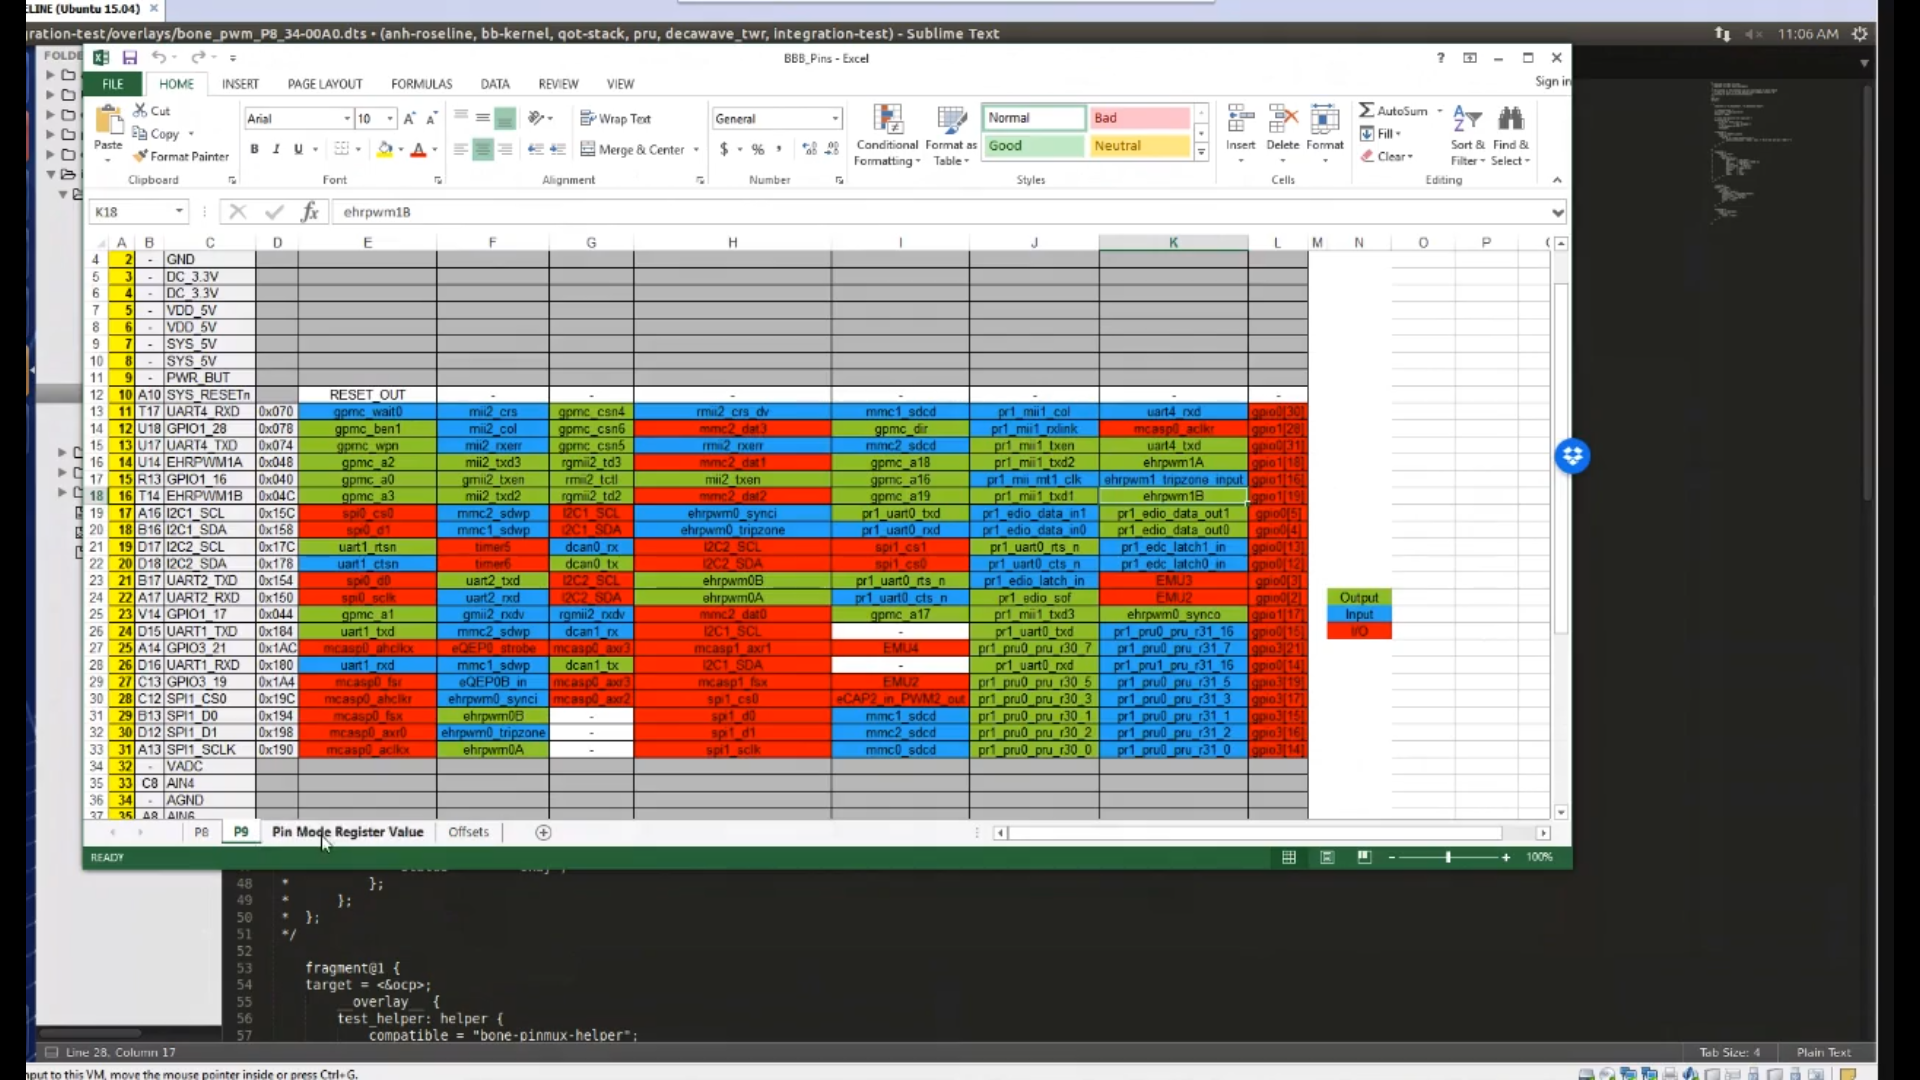 ELINE (Ubuntu 15.04) ×
ration-test/overlays/bone_pwm_P8_34-00A0.dts • (anh-roseline, bb-kernel, qot-stack, pru, decawave_twr, integration-test) - Sublime Text
11:06 AM
FOLDE
BBB_Pins - Excel
FILE HOME INSERT PAGE LAYOUT FORMULAS DATA REVIEW VIEW
Sign in
Paste
Cut
Copy
Format Painter
Arial 10
B I U
Wrap Text
Merge & Center
General
$ % ,
Conditional Formatting
Format as Table
Normal Bad
Good Neutral
Insert Delete Format
AutoSum
Fill
Clear
Sort & Filter
Find & Select
Clipboard Font Alignment Number Styles Cells Editing
K18 fx ehrpwm1B
A B C D E F G H I J K L M N O P
4 2 - GND
5 3 - DC_3.3V
6 4 - DC_3.3V
7 5 - VDD_5V
8 6 - VDD_5V
9 7 - SYS_5V
10 8 - SYS_5V
11 9 - PWR_BUT
12 10 A10 SYS_RESETn RESET_OUT - - - - - - -
13 11 T17 UART4_RXD 0x070 gpmc_wait0 mii2_crs gpmc_csn4 rmii2_crs_dv mmc1_sdcd pr1_mii1_col uart4_rxd gpio0[30]
14 12 U18 GPIO1_28 0x078 gpmc_ben1 mii2_col gpmc_csn6 mmc2_dat3 gpmc_dir pr1_mii1_rxlink mcasp0_aclkr gpio1[28]
15 13 U17 UART4_TXD 0x074 gpmc_wpn mii2_rxerr gpmc_csn5 rmii2_rxerr mmc2_sdcd pr1_mii1_txen uart4_txd gpio0[31]
16 14 U14 EHRPWM1A 0x048 gpmc_a2 mii2_txd3 rgmii2_td3 mmc2_dat1 gpmc_a18 pr1_mii1_txd2 ehrpwm1A gpio1[18]
17 15 R13 GPIO1_16 0x040 gpmc_a0 gmii2_txen rmii2_tctl mii2_txen gpmc_a16 pr1_mii_mt1_clk ehrpwm1_tripzone_input gpio1[16]
18 16 T14 EHRPWM1B 0x04C gpmc_a3 mii2_txd2 rgmii2_td2 mmc2_dat2 gpmc_a19 pr1_mii1_txd1 ehrpwm1B gpio1[19]
19 17 A16 I2C1_SCL 0x15C spi0_cs0 mmc2_sdwp I2C1_SCL ehrpwm0_synci pr1_uart0_txd pr1_edio_data_in1 pr1_edio_data_out1 gpio0[5]
20 18 B16 I2C1_SDA 0x158 spi0_d1 mmc1_sdwp I2C1_SDA ehrpwm0_tripzone pr1_uart0_rxd pr1_edio_data_in0 pr1_edio_data_out0 gpio0[4]
21 19 D17 I2C2_SCL 0x17C uart1_rtsn timer5 dcan0_rx I2C2_SCL spi1_cs1 pr1_uart0_rts_n pr1_edc_latch1_in gpio0[13]
22 20 D18 I2C2_SDA 0x178 uart1_ctsn timer6 dcan0_tx I2C2_SDA spi1_cs0 pr1_uart0_cts_n pr1_edc_latch0_in gpio0[12]
23 21 B17 UART2_TXD 0x154 spi0_d0 uart2_txd I2C2_SCL ehrpwm0B pr1_uart0_rts_n pr1_edio_latch_in EMU3 gpio0[3]
24 22 A17 UART2_RXD 0x150 spi0_sclk uart2_rxd I2C2_SDA ehrpwm0A pr1_uart0_cts_n pr1_edio_sof EMU2 gpio0[2] Output
25 23 V14 GPIO1_17 0x044 gpmc_a1 gmii2_rxdv rgmii2_rxdv mmc2_dat0 gpmc_a17 pr1_mii1_txd3 ehrpwm0_synco gpio1[17] Input
26 24 D15 UART1_TXD 0x184 uart1_txd mmc2_sdwp dcan1_rx I2C1_SCL - pr1_uart0_txd pr1_pru0_pru_r31_16 gpio0[15] I/O
27 25 A14 GPIO3_21 0x1AC mcasp0_ahclkx eQEP0_strobe mcasp0_axr3 mcasp1_axr1 EMU4 pr1_pru0_pru_r30_7 pr1_pru0_pru_r31_7 gpio3[21]
28 26 D16 UART1_RXD 0x180 uart1_rxd mmc1_sdwp dcan1_tx I2C1_SDA - pr1_uart0_rxd pr1_pru1_pru_r31_16 gpio0[14]
29 27 C13 GPIO3_19 0x1A4 mcasp0_fsr eQEP0B_in mcasp0_axr3 mcasp1_fsx EMU2 pr1_pru0_pru_r30_5 pr1_pru0_pru_r31_5 gpio3[19]
30 28 C12 SPI1_CS0 0x19C mcasp0_ahclkr ehrpwm0_synci mcasp0_axr2 spi1_cs0 eCAP2_in_PWM2_out pr1_pru0_pru_r30_3 pr1_pru0_pru_r31_3 gpio3[17]
31 29 B13 SPI1_D0 0x194 mcasp0_fsx ehrpwm0B - spi1_d0 mmc1_sdcd pr1_pru0_pru_r30_1 pr1_pru0_pru_r31_1 gpio3[15]
32 30 D12 SPI1_D1 0x198 mcasp0_axr0 ehrpwm0_tripzone - spi1_d1 mmc2_sdcd pr1_pru0_pru_r30_2 pr1_pru0_pru_r31_2 gpio3[16]
33 31 A13 SPI1_SCLK 0x190 mcasp0_aclkx ehrpwm0A - spi1_sclk mmc0_sdcd pr1_pru0_pru_r30_0 pr1_pru0_pru_r31_0 gpio3[14]
34 32 - VADC
35 33 C8 AIN4
36 34 - AGND
37 35 A8 AIN6
P8 P9 Pin Mode Register Value Offsets
READY 100%
48 * };
49 * };
50 * };
51 */
52
53 fragment@1 {
54 target = <&ocp>;
55 __overlay__ {
56 test_helper: helper {
57 compatible = "bone-pinmux-helper";
Line 28, Column 17 Tab Size: 4 Plain Text
nput to this VM, move the mouse pointer inside or press Ctrl+G.